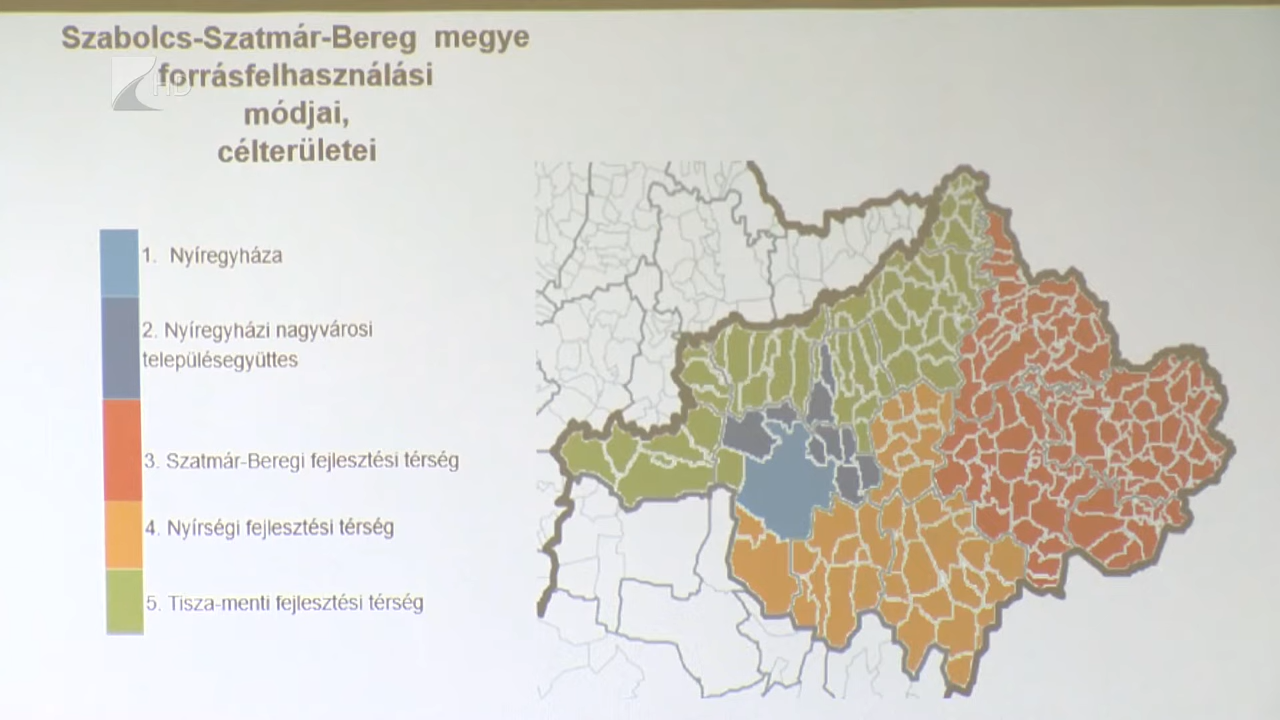 Szabolcs-Szatmár-Bereg megye
forrásfelhasználási
módjai,
célterületei
HD
1. Nyíregyháza
2. Nyíregyházi nagyvárosi
településegyüttes
3. Szatmár-Beregi fejlesztési térség
4. Nyírségi fejlesztési térség
5. Tisza-menti fejlesztési térség